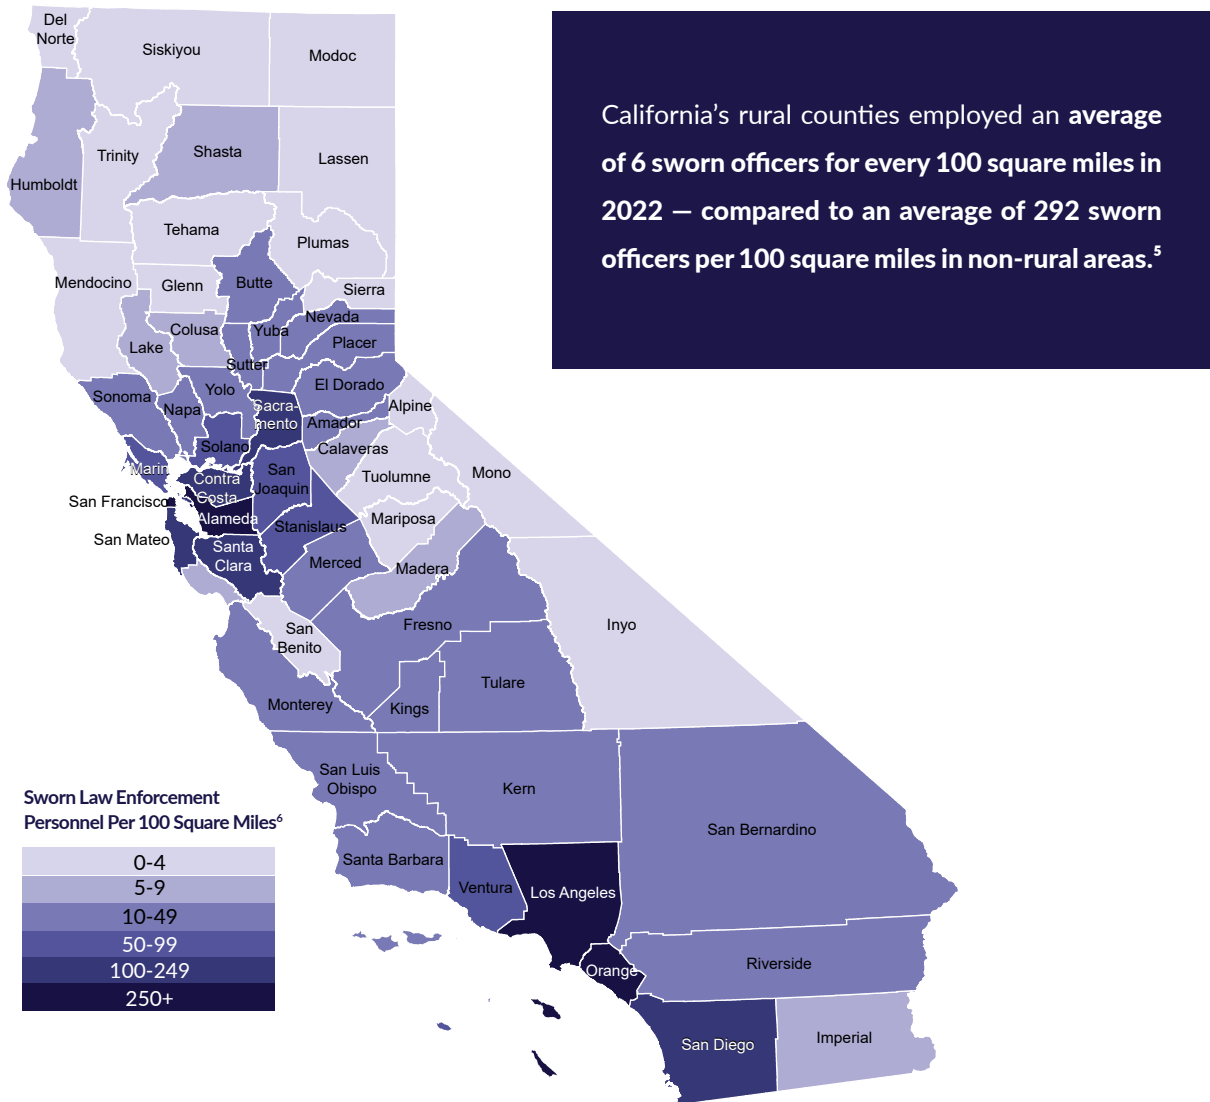 California’s rural counties employed an average
of 6 sworn officers for every 100 square miles in
2022 — compared to an average of 292 sworn
officers per 100 square miles in non-rural areas.⁵
Del
Norte
Siskiyou
Modoc
Humboldt
Trinity
Shasta
Lassen
Tehama
Plumas
Mendocino
Glenn
Butte
Sierra
Colusa
Yuba
Nevada
Lake
Sutter
Placer
Sonoma
Napa
Yolo
El Dorado
Sacra-
mento
Alpine
Amador
Solano
Calaveras
Marin
Contra
Costa
San
Joaquin
Tuolumne
Mono
San Francisco
Alameda
Stanislaus
Mariposa
San Mateo
Santa
Clara
Merced
Madera
San
Benito
Fresno
Inyo
Monterey
Kings
Tulare
San Luis
Obispo
Kern
San Bernardino
Santa Barbara
Ventura
Los Angeles
Orange
Riverside
San Diego
Imperial
Sworn Law Enforcement
Personnel Per 100 Square Miles⁶
0-4
5-9
10-49
50-99
100-249
250+